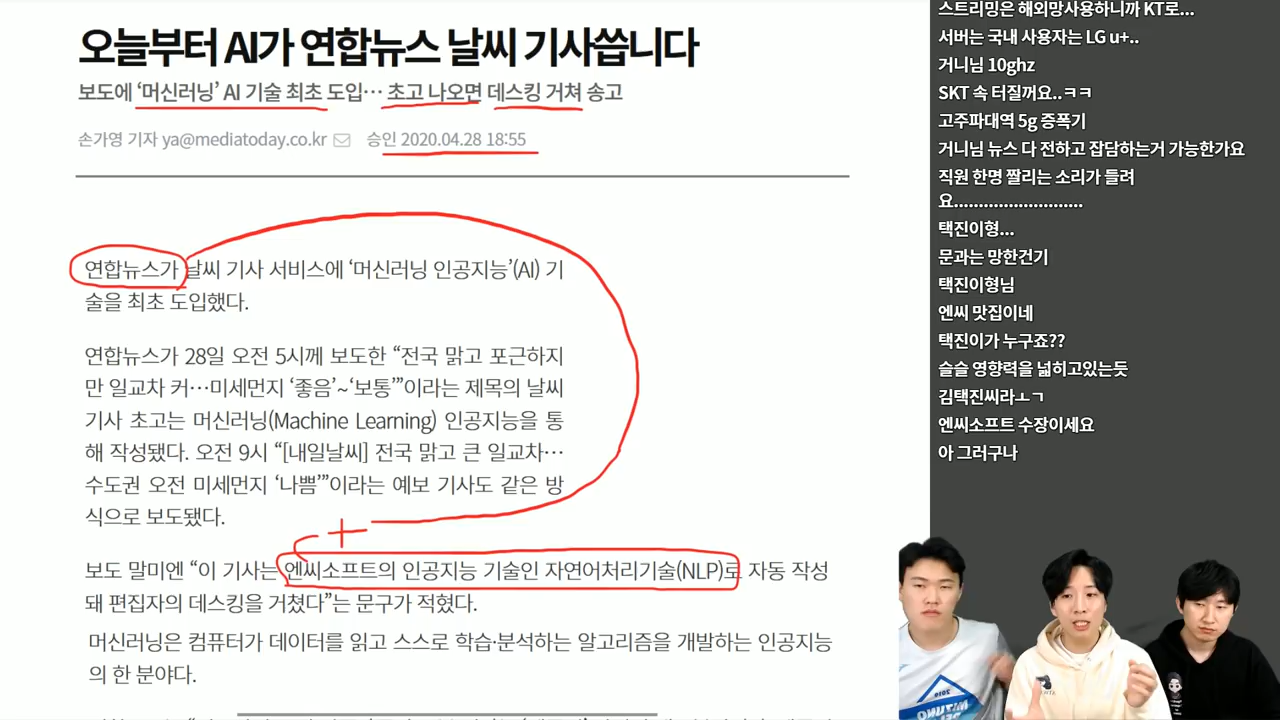 오늘부터 AI가 연합뉴스 날씨 기사씁니다
보도에 ‘머신러닝’ AI 기술 최초 도입… 초고 나오면 데스킹 거쳐 송고
손가영 기자 ya@mediatoday.co.kr 승인 2020.04.28 18:55
연합뉴스가 날씨 기사 서비스에 ‘머신러닝 인공지능’(AI) 기
술을 최초 도입했다.
연합뉴스가 28일 오전 5시께 보도한 “전국 맑고 포근하지
만 일교차 커…미세먼지 ‘좋음’~‘보통’”이라는 제목의 날씨
기사 초고는 머신러닝(Machine Learning) 인공지능을 통
해 작성됐다. 오전 9시 “[내일날씨] 전국 맑고 큰 일교차…
수도권 오전 미세먼지 ‘나쁨’”이라는 예보 기사도 같은 방
식으로 보도됐다.
보도 말미엔 “이 기사는 엔씨소프트의 인공지능 기술인 자연어처리기술(NLP)로 자동 작성
돼 편집자의 데스킹을 거쳤다”는 문구가 적혔다.
머신러닝은 컴퓨터가 데이터를 읽고 스스로 학습·분석하는 알고리즘을 개발하는 인공지능
의 한 분야다.
스트리밍은 해외망사용하니까 KT로...
서버는 국내 사용자는 LG u+..
거니님 10ghz
SKT 속 터질꺼요..ㅋㅋ
고주파대역 5g 증폭기
거니님 뉴스 다 전하고 잡담하는거 가능한가요
직원 한명 짤리는 소리가 들려
요..........................
택진이형...
문과는 망한건기
택진이형님
엔씨 맛집이네
택진이가 누구죠??
슬슬 영향력을 넓히고있는듯
김택진씨라ㅗㄱ
엔씨소프트 수장이세요
아 그러구나
2010
MIZUNO